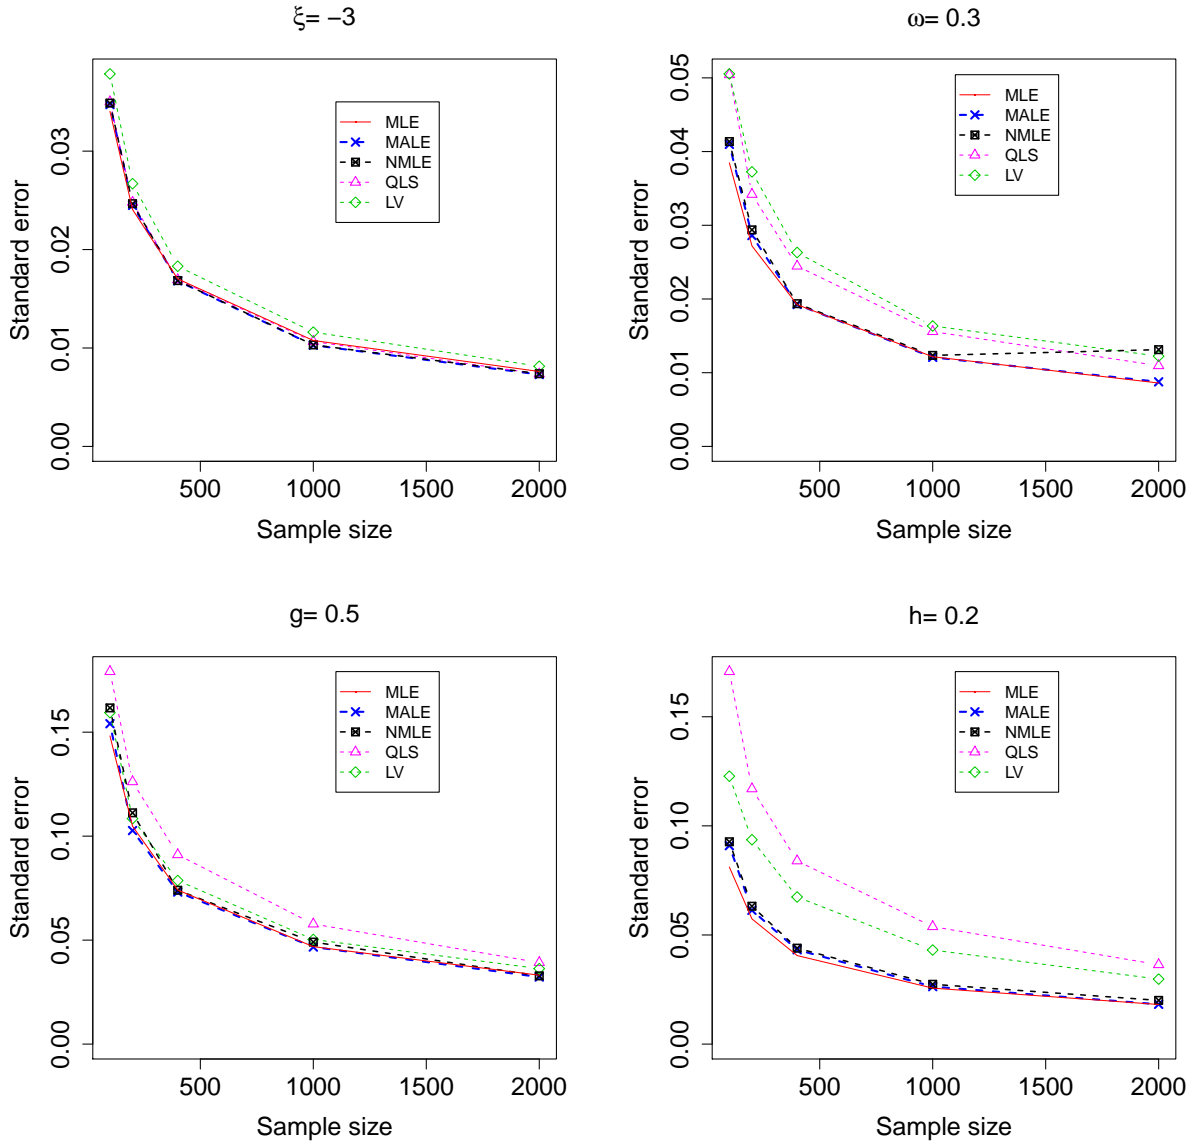 ξ= −3
0.03
0.02
0.01
0.00
Standard error
MLE
MALE
NMLE
QLS
LV
500
1000
1500
2000
Sample size
ω= 0.3
0.05
0.04
0.03
0.02
0.01
0.00
Standard error
MLE
MALE
NMLE
QLS
LV
500
1000
1500
2000
Sample size
g= 0.5
0.15
0.10
0.05
0.00
Standard error
MLE
MALE
NMLE
QLS
LV
500
1000
1500
2000
Sample size
h= 0.2
0.15
0.10
0.05
0.00
Standard error
MLE
MALE
NMLE
QLS
LV
500
1000
1500
2000
Sample size